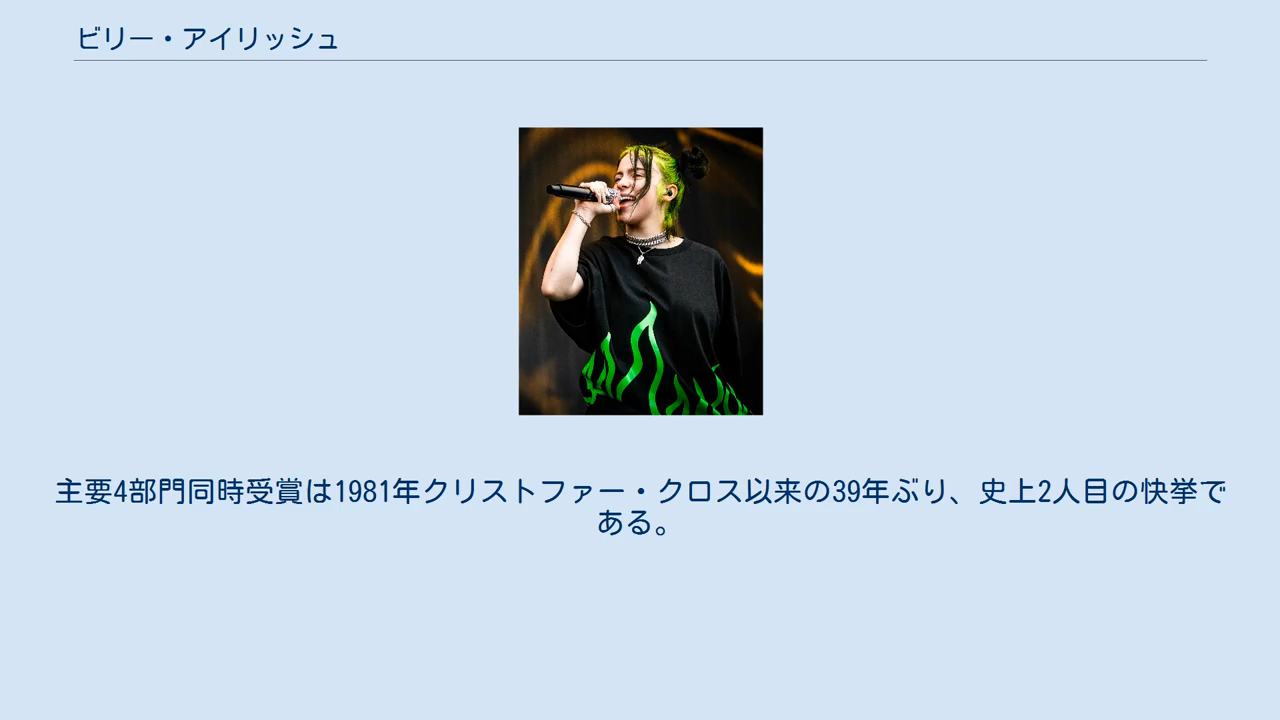 ビリー・アイリッシュ
主要4部門同時受賞は1981年クリストファー・クロス以来の39年ぶり、史上2人目の快挙で
ある。